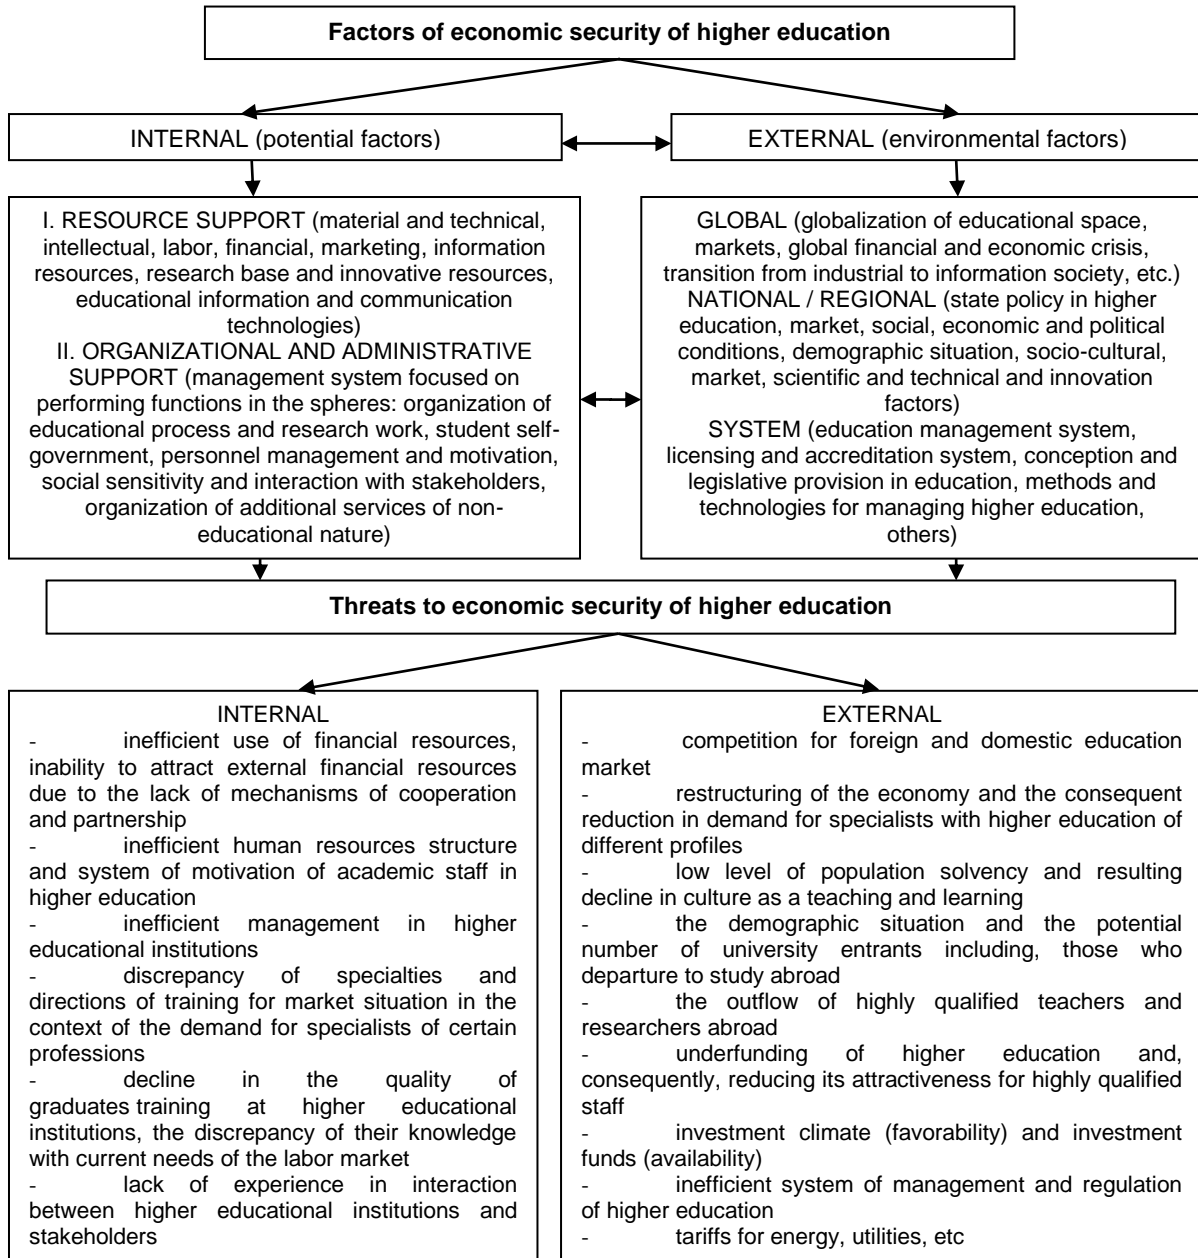 Factors of economic security of higher education
INTERNAL (potential factors)
EXTERNAL (environmental factors)
I. RESOURCE SUPPORT (material and technical,
intellectual, labor, financial, marketing, information
resources, research base and innovative resources,
educational information and communication
technologies)
II. ORGANIZATIONAL AND ADMINISTRATIVE
SUPPORT (management system focused on
performing functions in the spheres: organization of
educational process and research work, student self-
government, personnel management and motivation,
social sensitivity and interaction with stakeholders,
organization of additional services of non-
educational nature)
GLOBAL (globalization of educational space,
markets, global financial and economic crisis,
transition from industrial to information society, etc.)
NATIONAL / REGIONAL (state policy in higher
education, market, social, economic and political
conditions, demographic situation, socio-cultural,
market, scientific and technical and innovation
factors)
SYSTEM (education management system,
licensing and accreditation system, conception and
legislative provision in education, methods and
technologies for managing higher education,
others)
Threats to economic security of higher education
INTERNAL
- inefficient use of financial resources,
inability to attract external financial resources
due to the lack of mechanisms of cooperation
and partnership
- inefficient human resources structure
and system of motivation of academic staff in
higher education
- inefficient management in higher
educational institutions
- discrepancy of specialties and
directions of training for market situation in the
context of the demand for specialists of certain
professions
- decline in the quality of
graduates training at higher educational
institutions, the discrepancy of their knowledge
with current needs of the labor market
- lack of experience in interaction
between higher educational institutions and
stakeholders
EXTERNAL
- competition for foreign and domestic education
market
- restructuring of the economy and the consequent
reduction in demand for specialists with higher education of
different profiles
- low level of population solvency and resulting
decline in culture as a teaching and learning
- the demographic situation and the potential
number of university entrants including, those who
departure to study abroad
- the outflow of highly qualified teachers and
researchers abroad
- underfunding of higher education and,
consequently, reducing its attractiveness for highly qualified
staff
- investment climate (favorability) and investment
funds (availability)
- inefficient system of management and regulation
of higher education
- tariffs for energy, utilities, etc